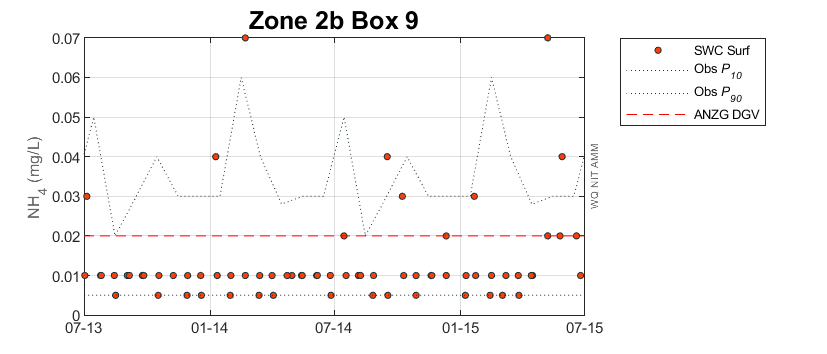 Zone 2b Box 9
0.07
0.06
0.05
0.04
0.03
0.02
0.01
0
NH4 (mg/L)
07-13
01-14
07-14
01-15
07-15
SWC Surf
Obs P10
Obs P90
ANZG DGV
WQ NIT AMM